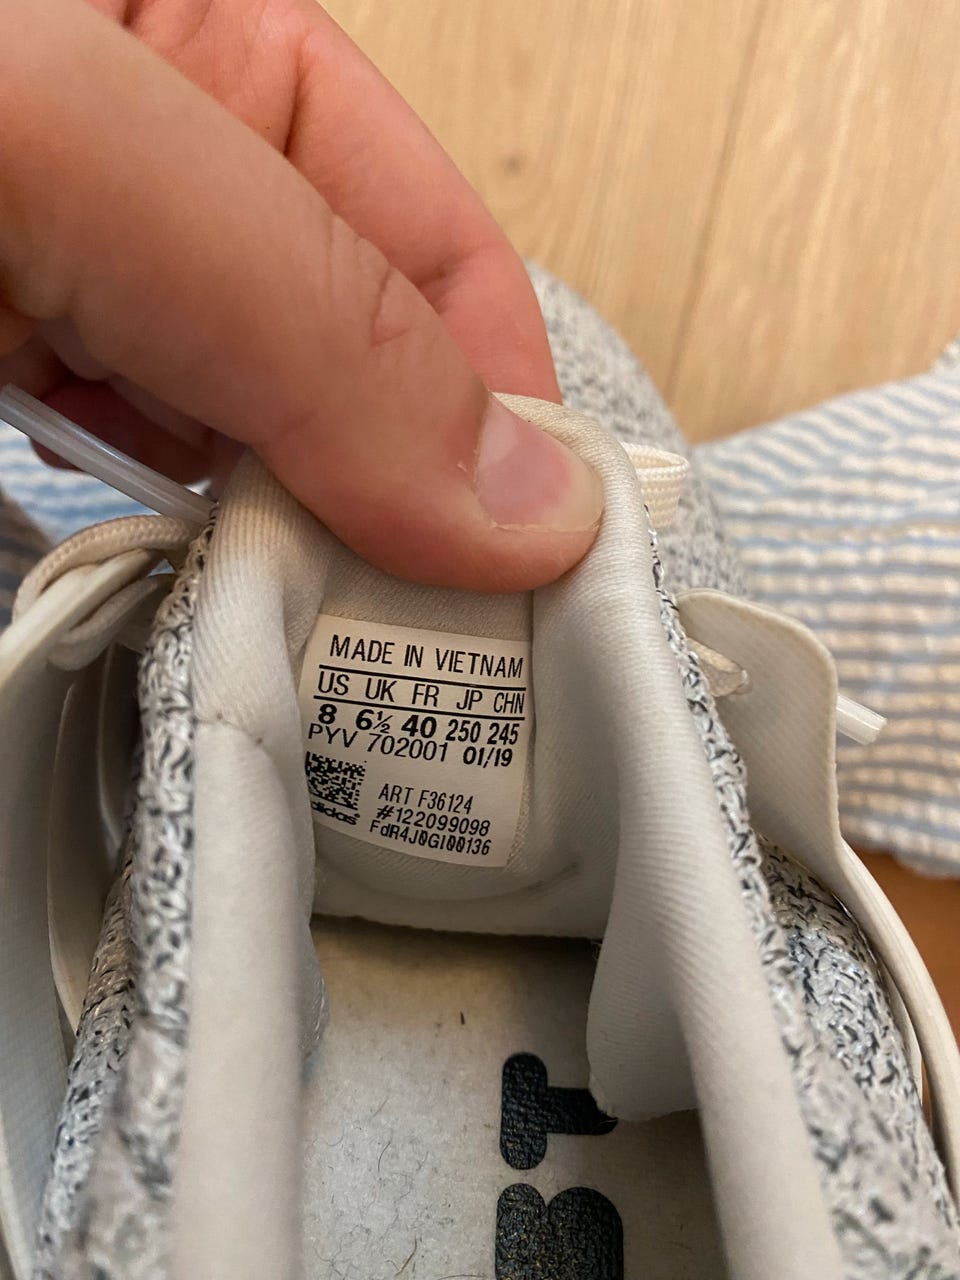 MADE IN VIETNAM
US UK FR JP CHN
8 6½ 40 250 245
PYV 702001 01/19
ART F36124
#122099098
adidas®
FdR4J0GI00136